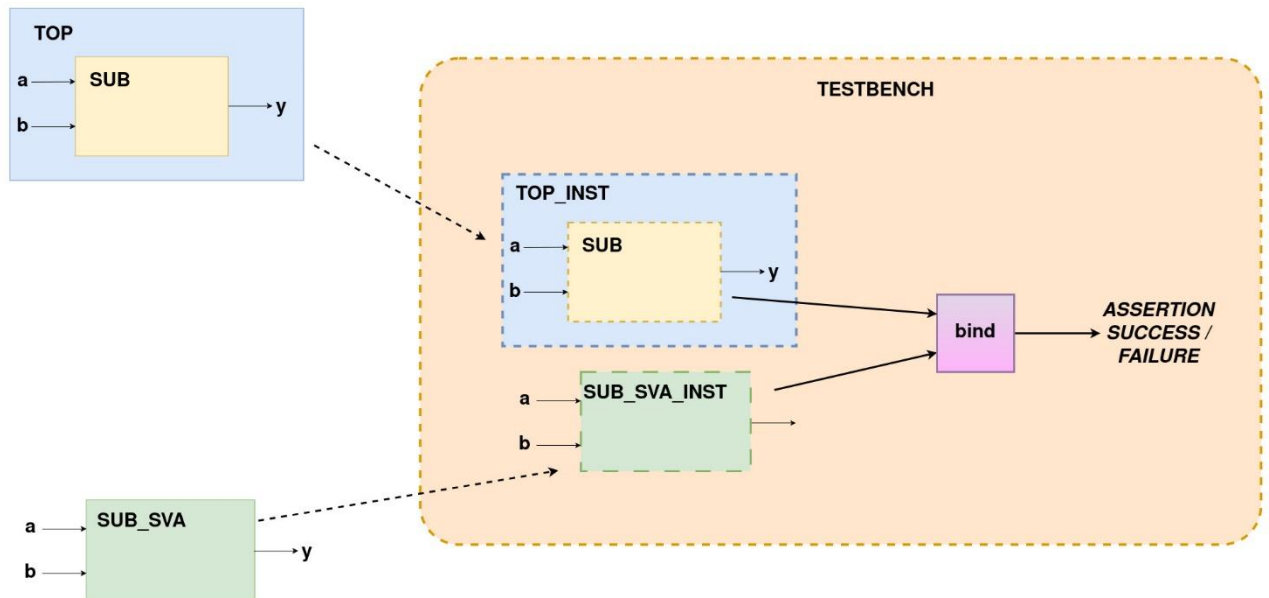 TOP
a
SUB
y
b
TESTBENCH
TOP_INST
a
SUB
y
b
bind
ASSERTION
SUCCESS /
FAILURE
SUB_SVA_INST
a
b
SUB_SVA
a
y
b